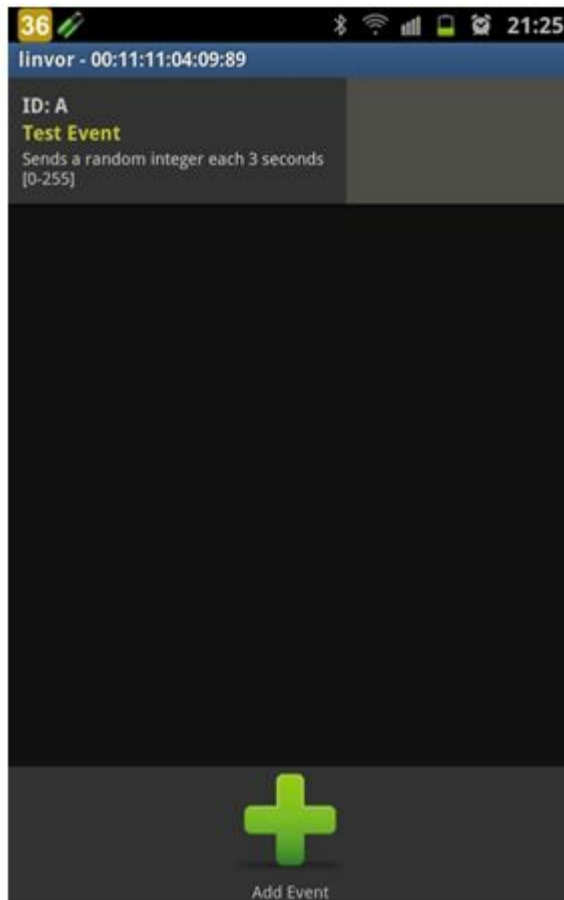 36
21:25
linvor - 00:11:11:04:09:89
ID: A
Test Event
Sends a random integer each 3 seconds
[0-255]
Add Event